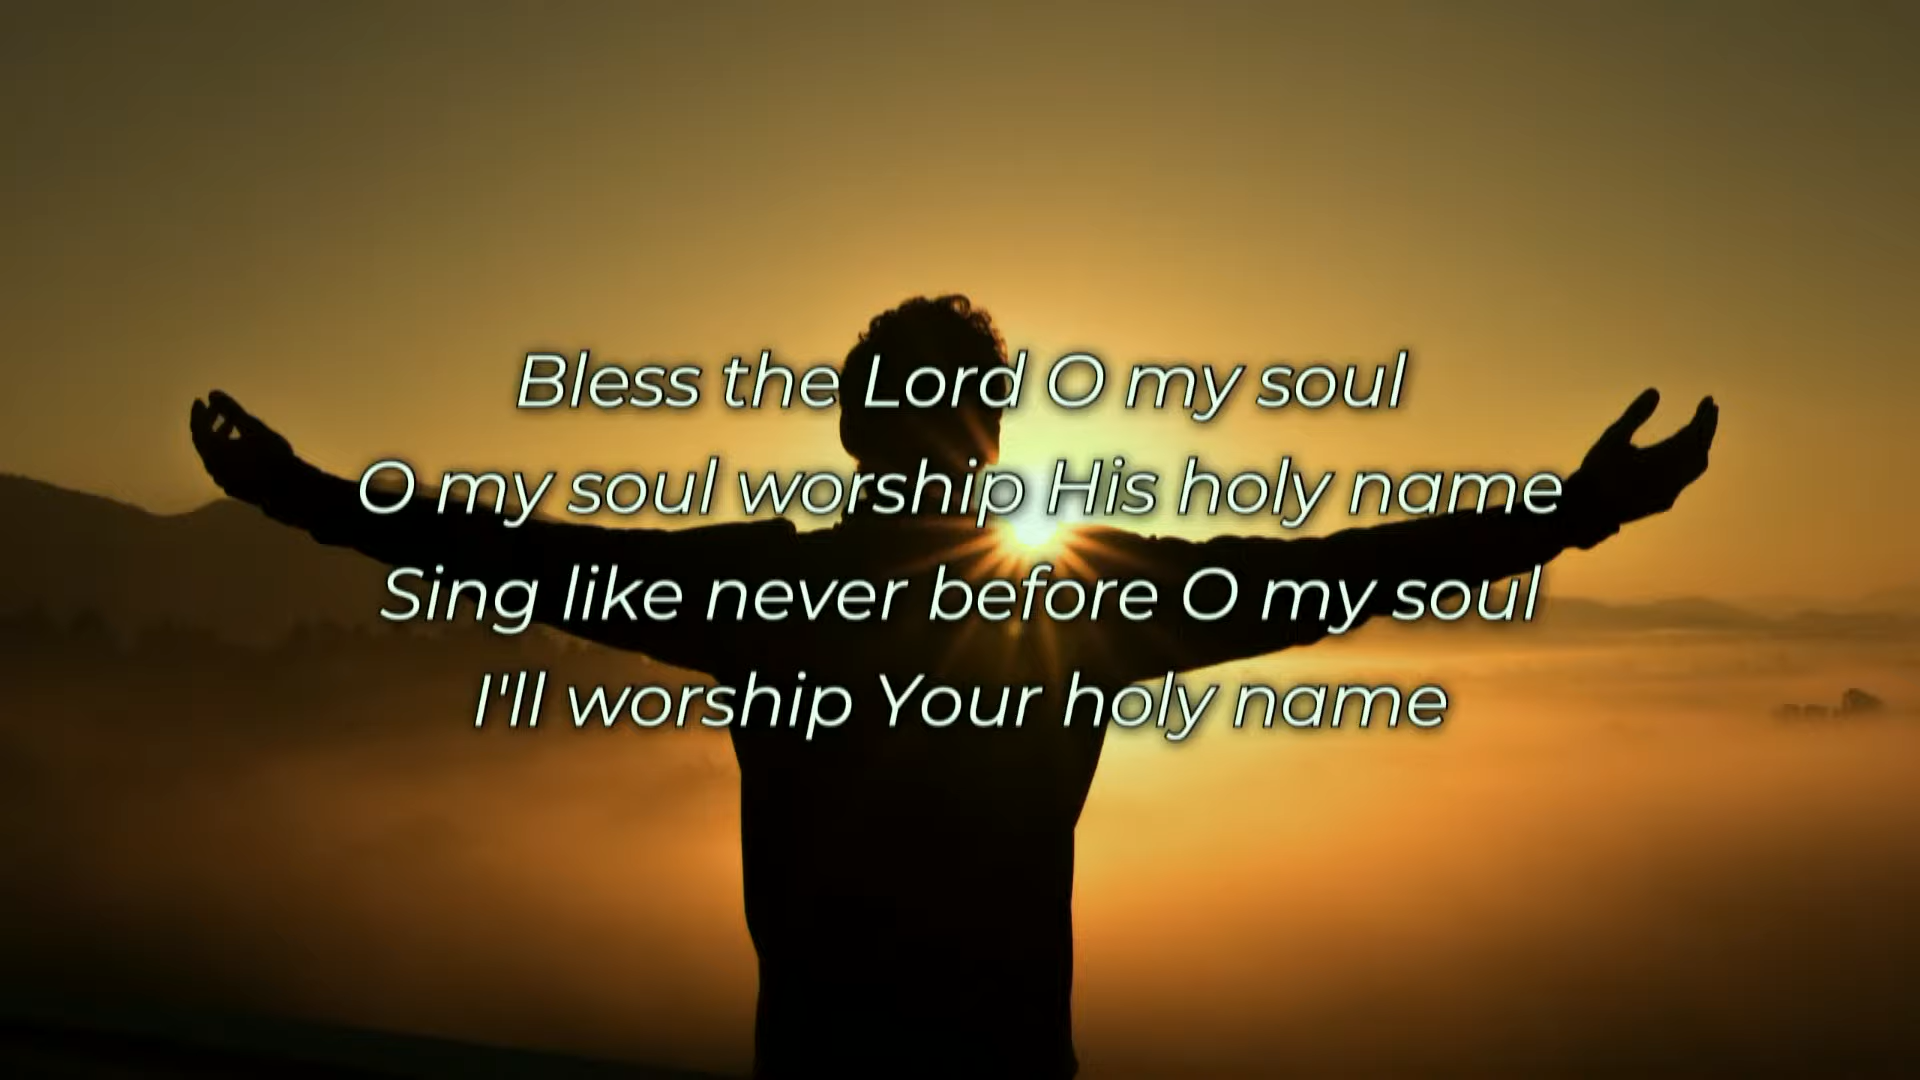 Bless the Lord O my soul
O my soul worship His holy name
Sing like never before O my soul
I'll worship Your holy name